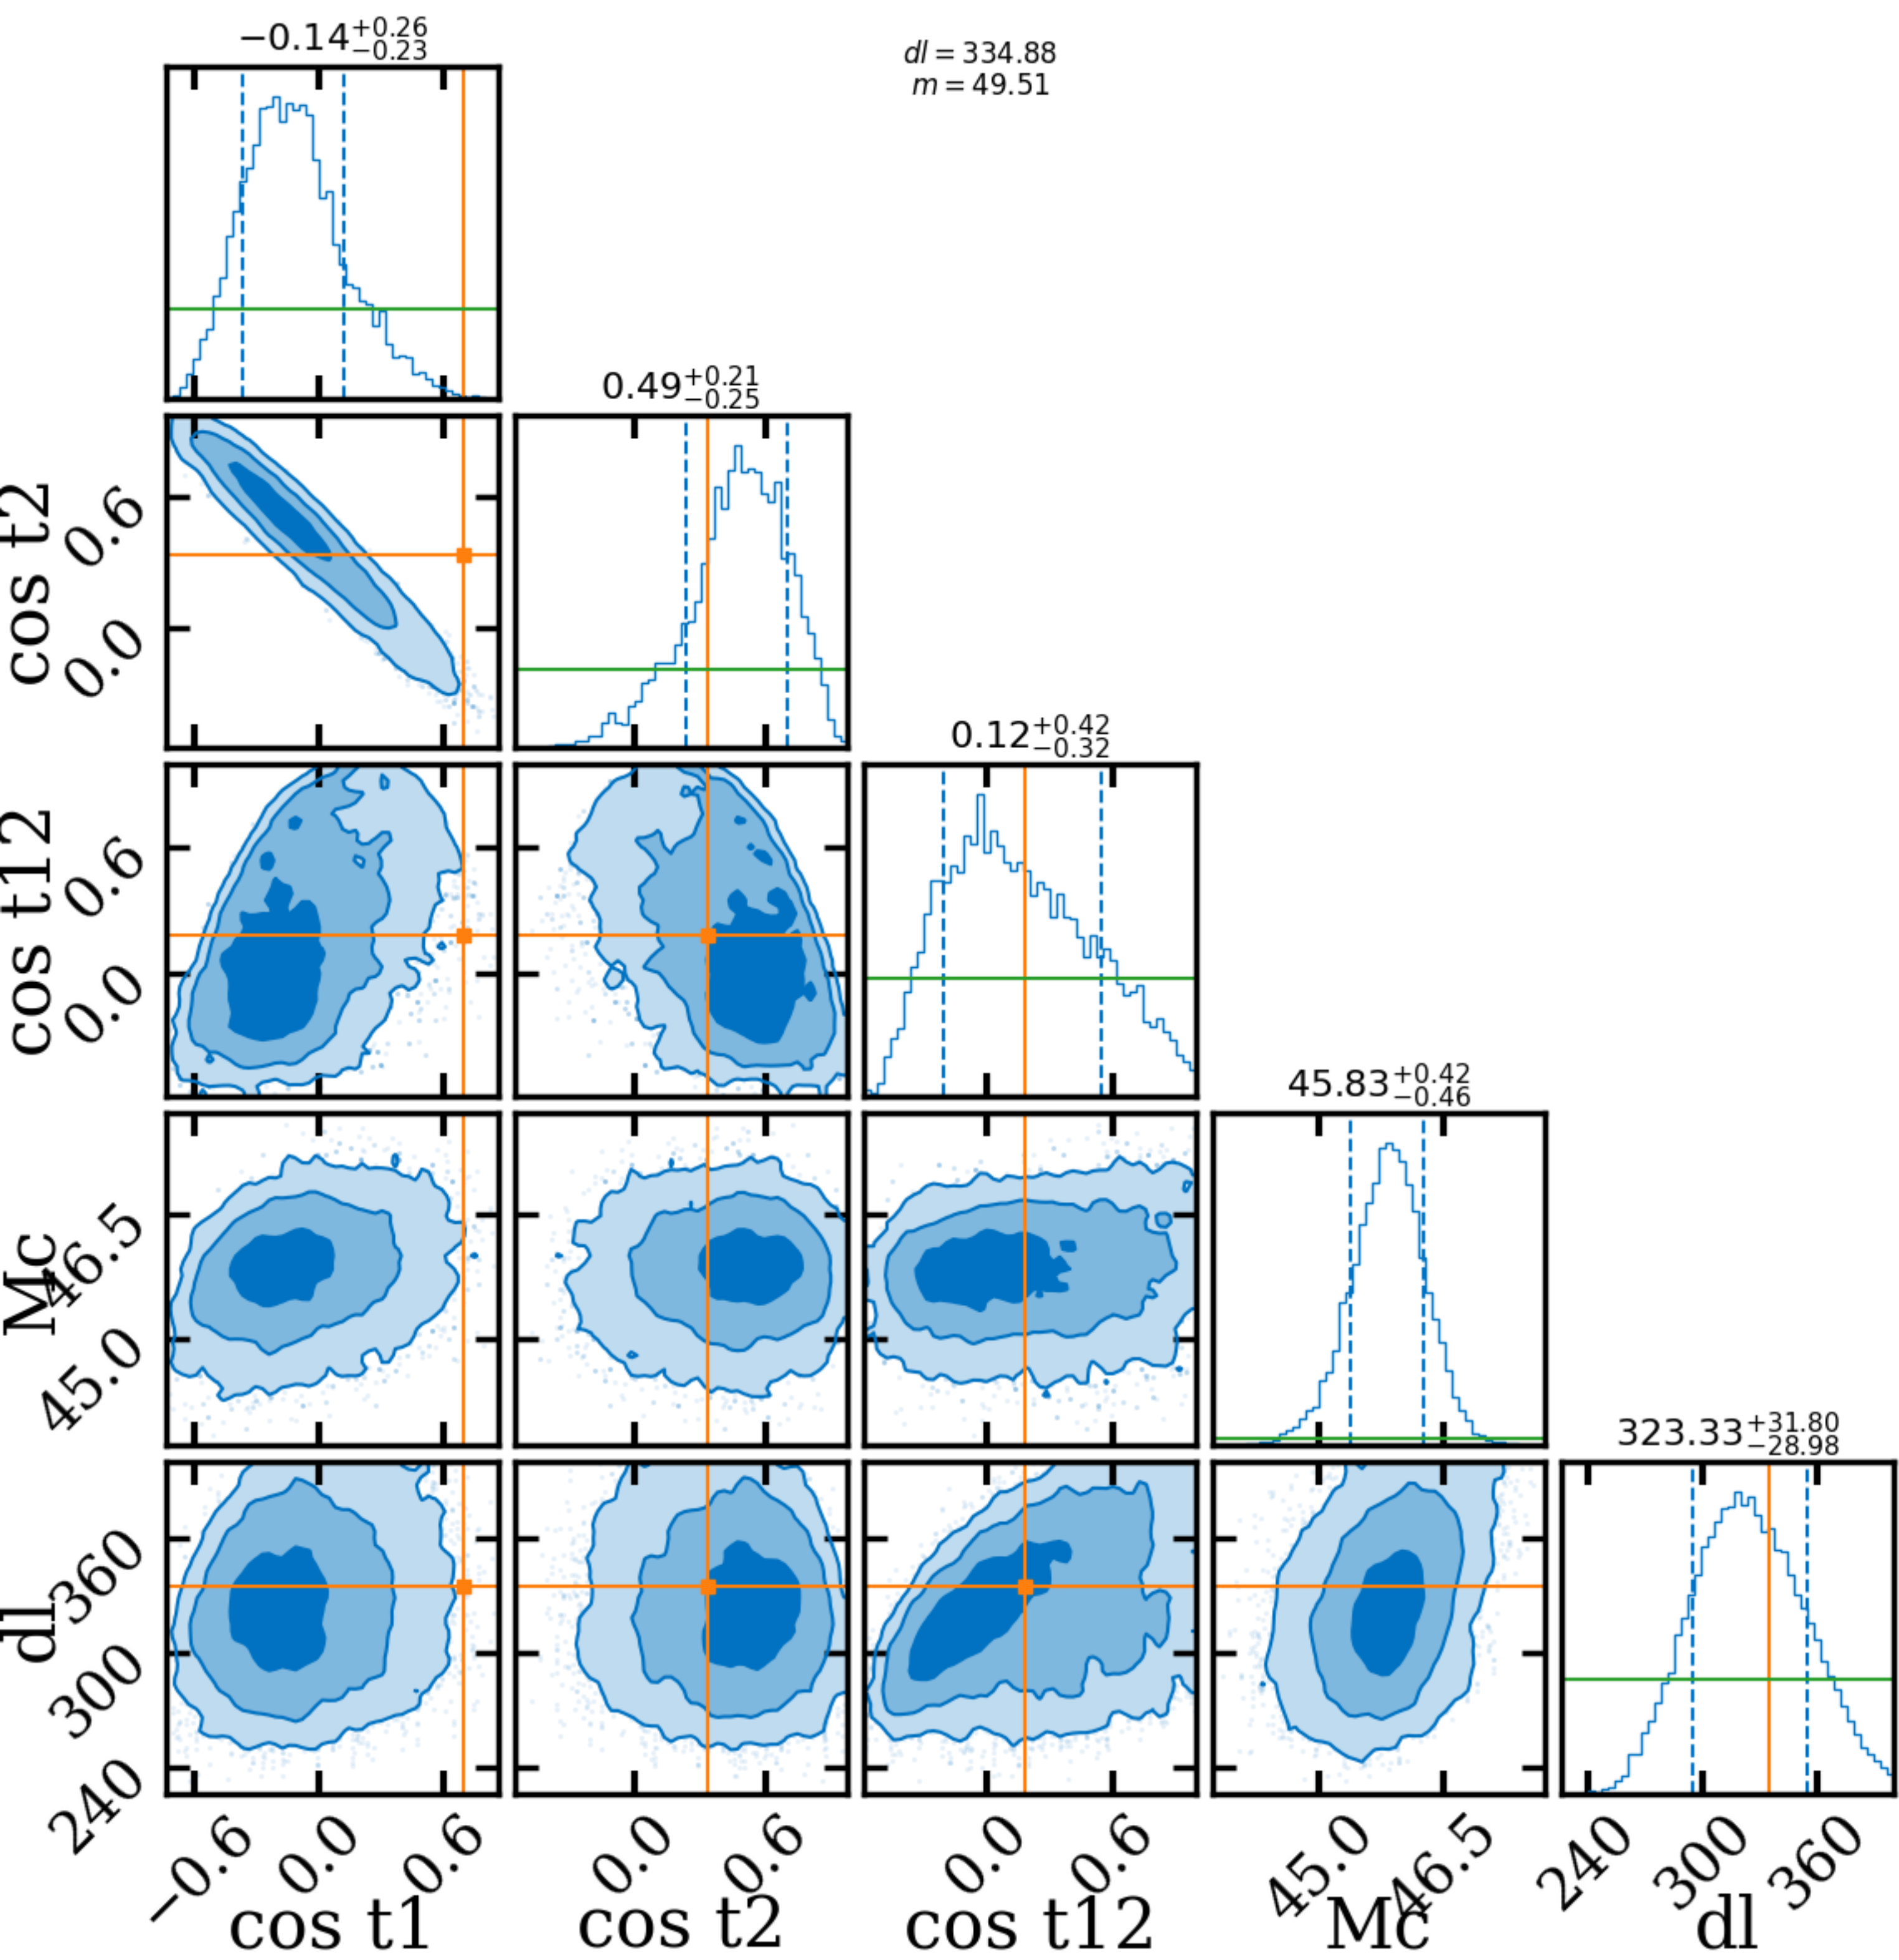 −0.14+0.26−0.23
dl = 334.88
m = 49.51
0.49+0.21−0.25
cos t2
0.6
0.0
0.12+0.42−0.32
cos t12
0.6
0.0
45.83+0.42−0.46
Mc
46.5
45.0
323.33+31.80−28.98
dl
360
300
240
−0.6 0.0 0.6 0.0 0.6 0.0 0.6 45.0 46.5 240 300 360
cos t1 cos t2 cos t12 Mc dl